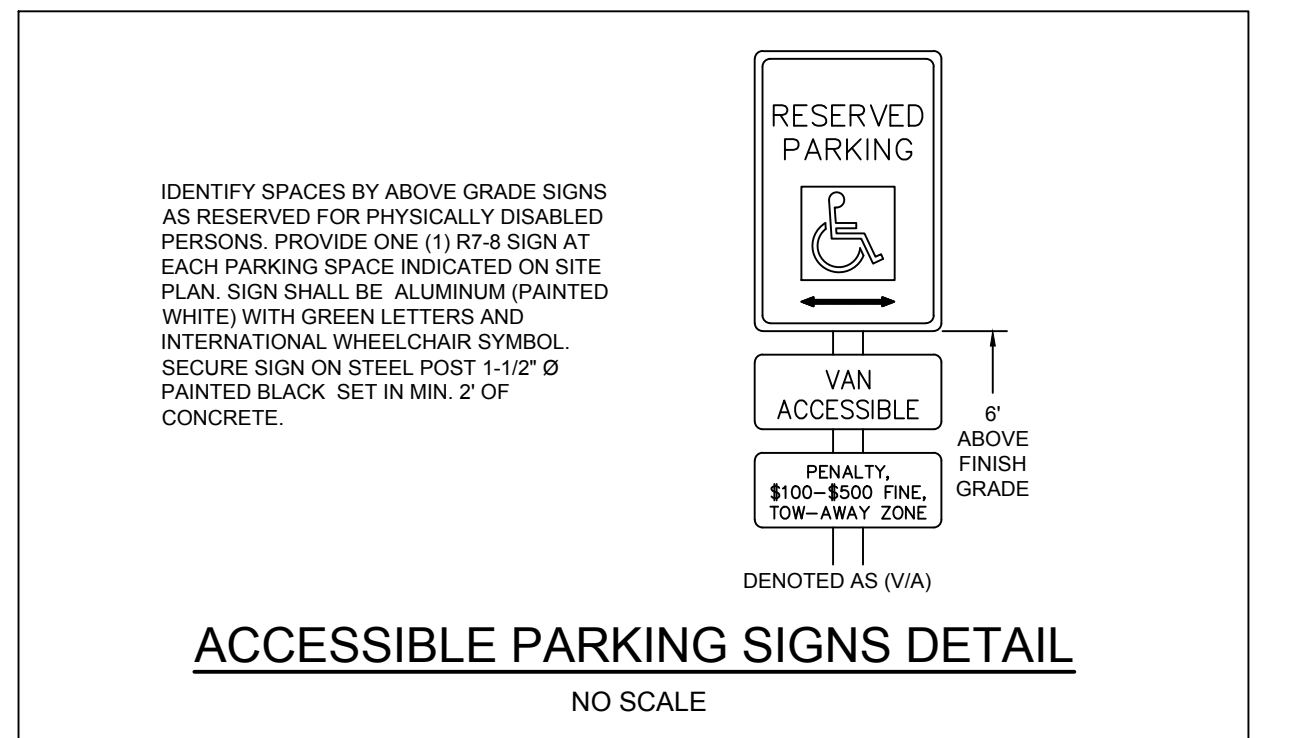 IDENTIFY SPACES BY ABOVE GRADE SIGNS
AS RESERVED FOR PHYSICALLY DISABLED
PERSONS. PROVIDE ONE (1) R7-8 SIGN AT
EACH PARKING SPACE INDICATED ON SITE
PLAN. SIGN SHALL BE ALUMINUM (PAINTED
WHITE) WITH GREEN LETTERS AND
INTERNATIONAL WHEELCHAIR SYMBOL.
SECURE SIGN ON STEEL POST 1-1/2" Ø
PAINTED BLACK SET IN MIN. 2' OF
CONCRETE.
RESERVED
PARKING
VAN
ACCESSIBLE
PENALTY,
$100-$500 FINE,
TOW-AWAY ZONE
6'
ABOVE
FINISH
GRADE
DENOTED AS (V/A)
ACCESSIBLE PARKING SIGNS DETAIL
NO SCALE